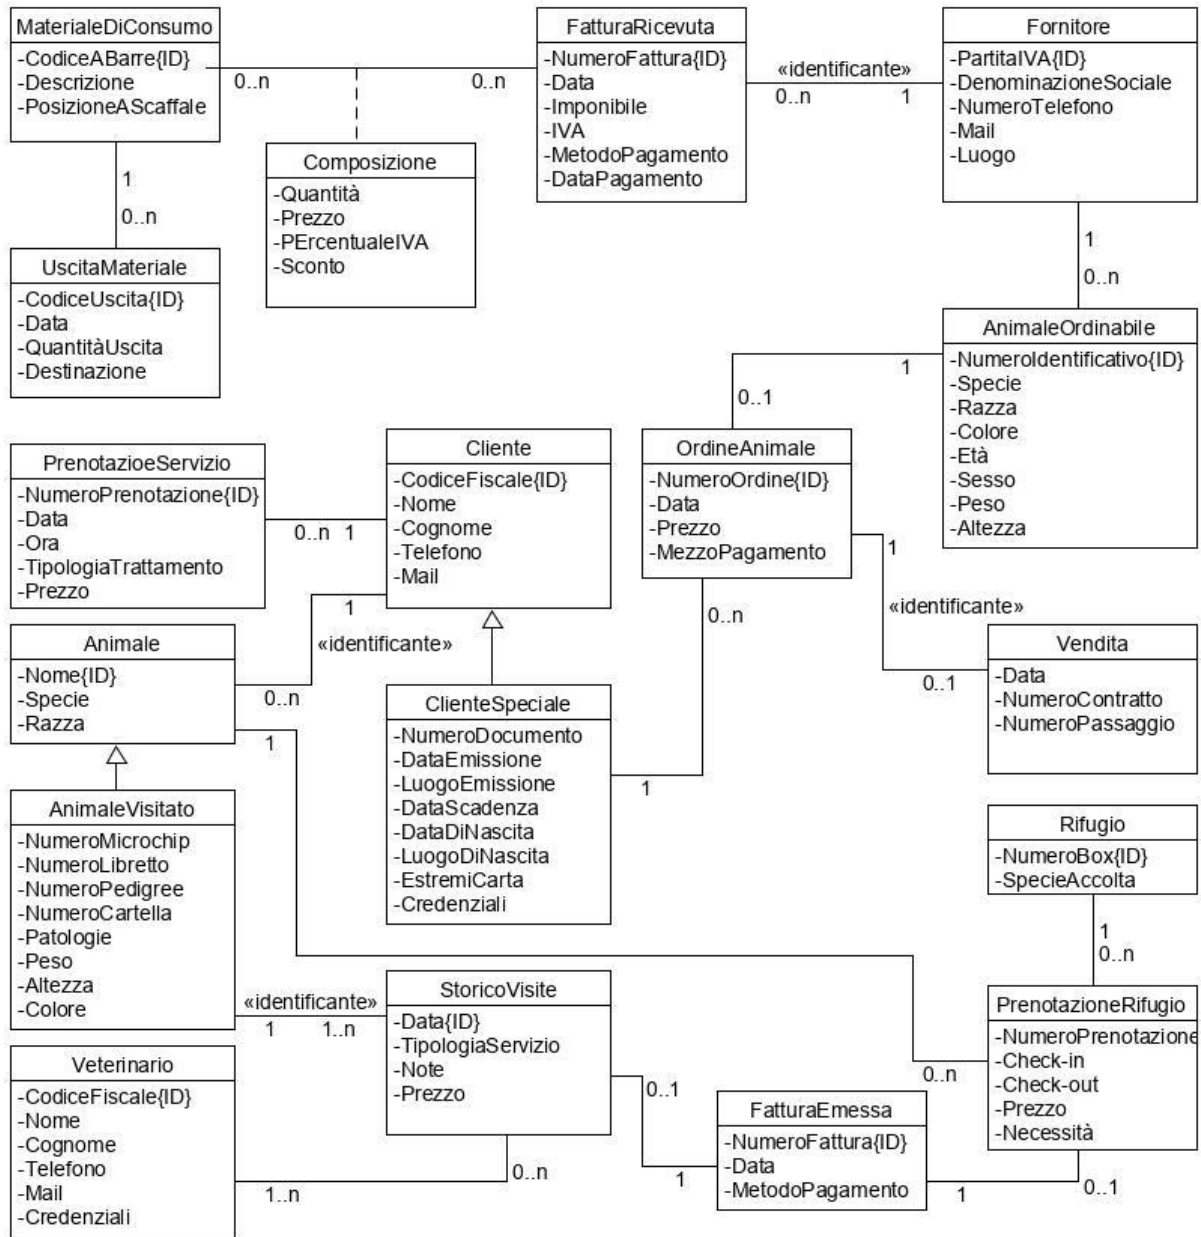 MaterialeDiConsumo
-CodiceABarre{ID}
-Descrizione
-PosizioneAScaffale
0..n
0..n
FatturaRicevuta
-NumeroFattura{ID}
-Data
-Imponibile
-IVA
-MetodoPagamento
-DataPagamento
«identificante»
0..n
1
Fornitore
-PartitaIVA{ID}
-DenominazioneSociale
-NumeroTelefono
-Mail
-Luogo
Composizione
-Quantità
-Prezzo
-PErcentualeIVA
-Sconto
1
0..n
UscitaMateriale
-CodiceUscita{ID}
-Data
-QuantitàUscita
-Destinazione
1
0..n
AnimaleOrdinabile
-NumeroIdentificativo{ID}
-Specie
-Razza
-Colore
-Età
-Sesso
-Peso
-Altezza
1
0..1
PrenotazioeServizio
-NumeroPrenotazione{ID}
-Data
-Ora
-TipologiaTrattamento
-Prezzo
0..n 1
Cliente
-CodiceFiscale{ID}
-Nome
-Cognome
-Telefono
-Mail
OrdineAnimale
-NumeroOrdine{ID}
-Data
-Prezzo
-MezzoPagamento
1
«identificante»
0..1
0..n
1
«identificante»
0..n
Animale
-Nome{ID}
-Specie
-Razza
1
Vendita
-Data
-NumeroContratto
-NumeroPassaggio
ClienteSpeciale
-NumeroDocumento
-DataEmissione
-LuogoEmissione
-DataScadenza
-DataDiNascita
-LuogoDiNascita
-EstremiCarta
-Credenziali
1
AnimaleVisitato
-NumeroMicrochip
-NumeroLibretto
-NumeroPedigree
-NumeroCartella
-Patologie
-Peso
-Altezza
-Colore
Rifugio
-NumeroBox{ID}
-SpecieAccolta
1
0..n
«identificante»
1
1..n
StoricoVisite
-Data{ID}
-TipologiaServizio
-Note
-Prezzo
PrenotazioneRifugio
-NumeroPrenotazione
-Check-in
-Check-out
-Prezzo
-Necessità
0..n
Veterinario
-CodiceFiscale{ID}
-Nome
-Cognome
-Telefono
-Mail
-Credenziali
1..n
0..n
0..1
1
FatturaEmessa
-NumeroFattura{ID}
-Data
-MetodoPagamento
1
0..1